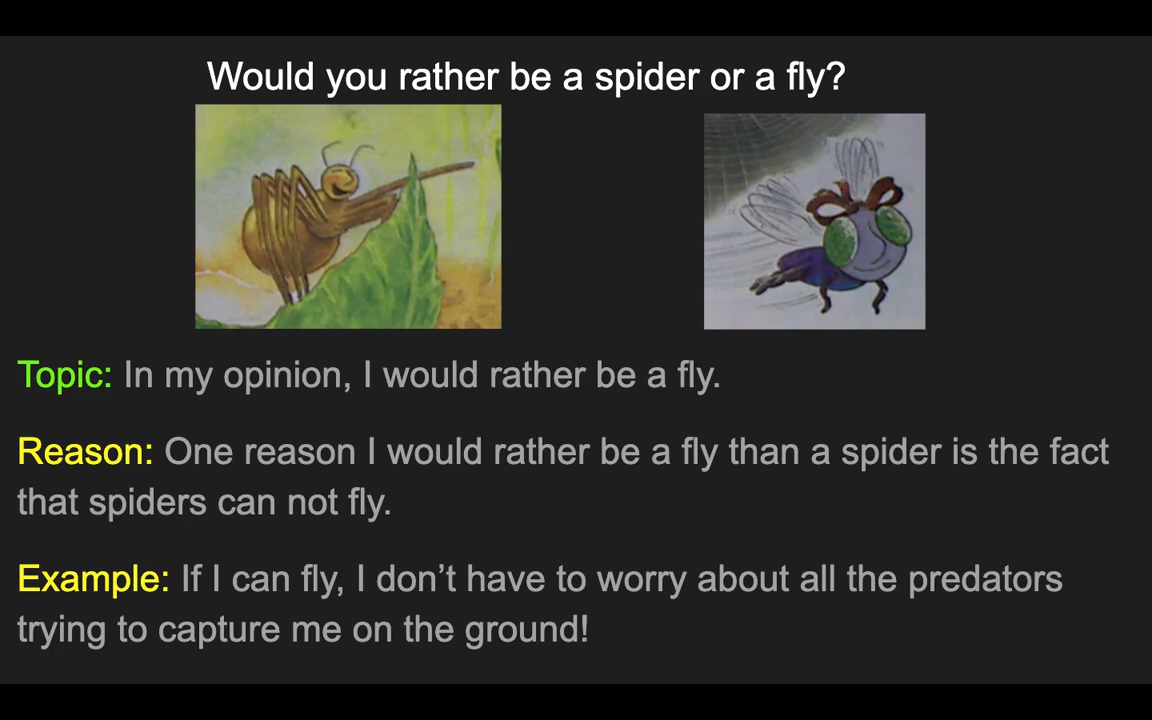 Would you rather be a spider or a fly?
Topic: In my opinion, I would rather be a fly.
Reason: One reason I would rather be a fly than a spider is the fact
that spiders can not fly.
Example: If I can fly, I don’t have to worry about all the predators
trying to capture me on the ground!